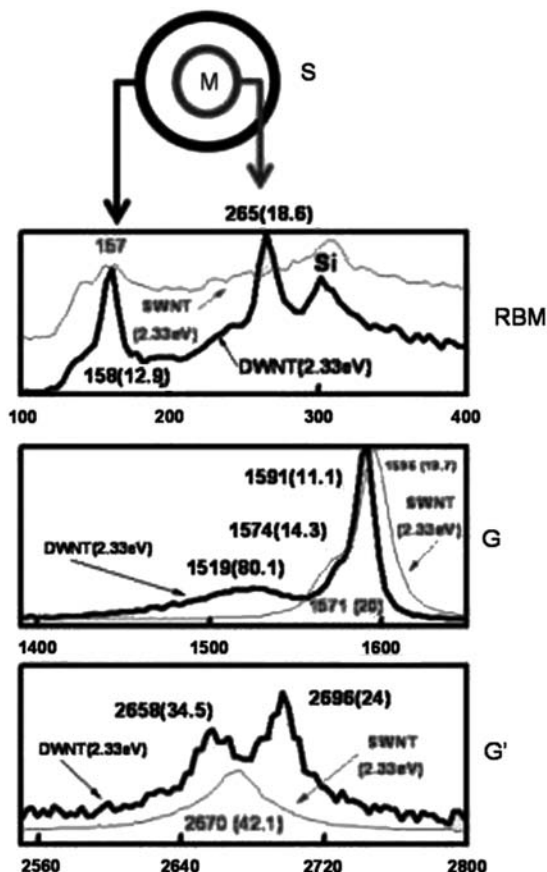 M
S
265(18.6)
157
Si
SWNT
(2.33eV)
RBM
DWNT(2.33eV)
158(12.9)
100 200 300 400
1591(11.1)
1595 (19.7)
SWNT
(2.33eV)
1574(14.3)
G
DWNT(2.33eV)
1519(80.1)
1571 (20)
1400 1500 1600
2658(34.5)
2696(24)
SWNT
(2.33eV)
G'
DWNT(2.33eV)
2670 (42.1)
2560 2640 2720 2800